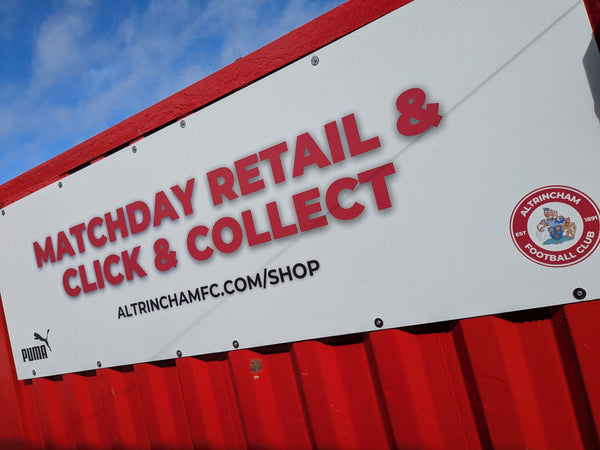 MATCHDAY RETAIL &
CLICK & COLLECT
ALTRINCHAMFC.COM/SHOP
PUMA
ALTRINCHAM
EST 1891
FOOTBALL CLUB